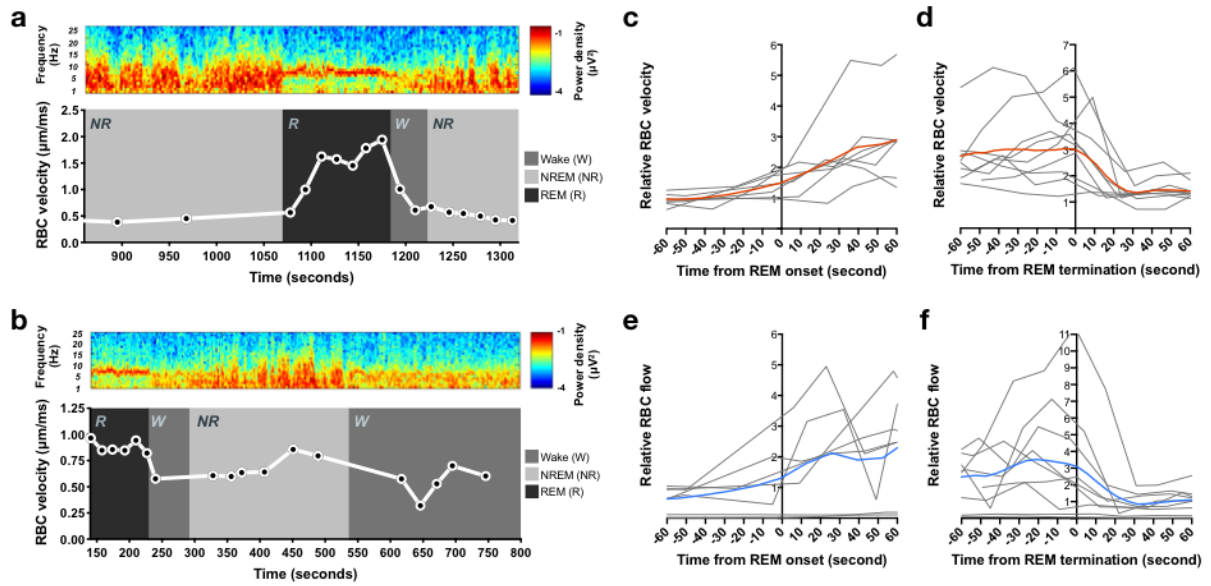 a
Frequency
(Hz)
25
20
15
10
5
1
-1
-4
Power density
(µV²)
RBC velocity (µm/ms)
2.5
2.0
1.5
1.0
0.5
0.0
NR
R
W
NR
Wake (W)
NREM (NR)
REM (R)
900 950 1000 1050 1100 1150 1200 1250 1300
Time (seconds)
b
Frequency
(Hz)
25
20
15
10
5
1
-1
-4
Power density
(µV²)
RBC velocity (µm/ms)
1.25
1.00
0.75
0.50
0.25
0.00
R
W
NR
W
Wake (W)
NREM (NR)
REM (R)
150 200 250 300 350 400 450 500 550 600 650 700 750 800
Time (seconds)
c
Relative RBC velocity
6
5
4
3
2
1
-60 -50 -40 -30 -20 -10 0 10 20 30 40 50 60
Time from REM onset (second)
d
Relative RBC velocity
7
6
5
4
3
2
1
-60 -50 -40 -30 -20 -10 0 10 20 30 40 50 60
Time from REM termination (second)
e
Relative RBC flow
6
5
4
3
2
1
-60 -50 -40 -30 -20 -10 0 10 20 30 40 50 60
Time from REM onset (second)
f
Relative RBC flow
11
10
9
8
7
6
5
4
3
2
1
-60 -50 -40 -30 -20 -10 0 10 20 30 40 50 60
Time from REM termination (second)